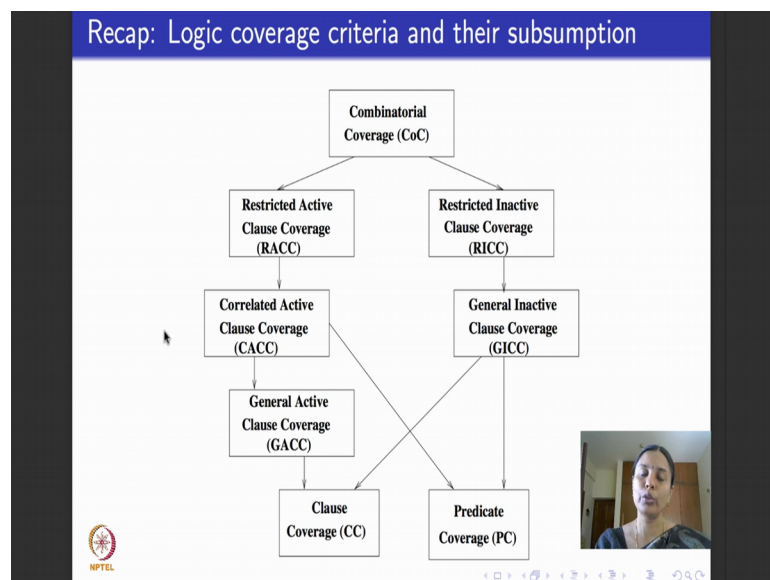 Recap: Logic coverage criteria and their subsumption
Combinatorial
Coverage (CoC)
Restricted Active
Clause Coverage
(RACC)
Restricted Inactive
Clause Coverage
(RICC)
Correlated Active
Clause Coverage
(CACC)
General Inactive
Clause Coverage
(GICC)
General Active
Clause Coverage
(GACC)
Clause
Coverage (CC)
Predicate
Coverage (PC)
NPTEL